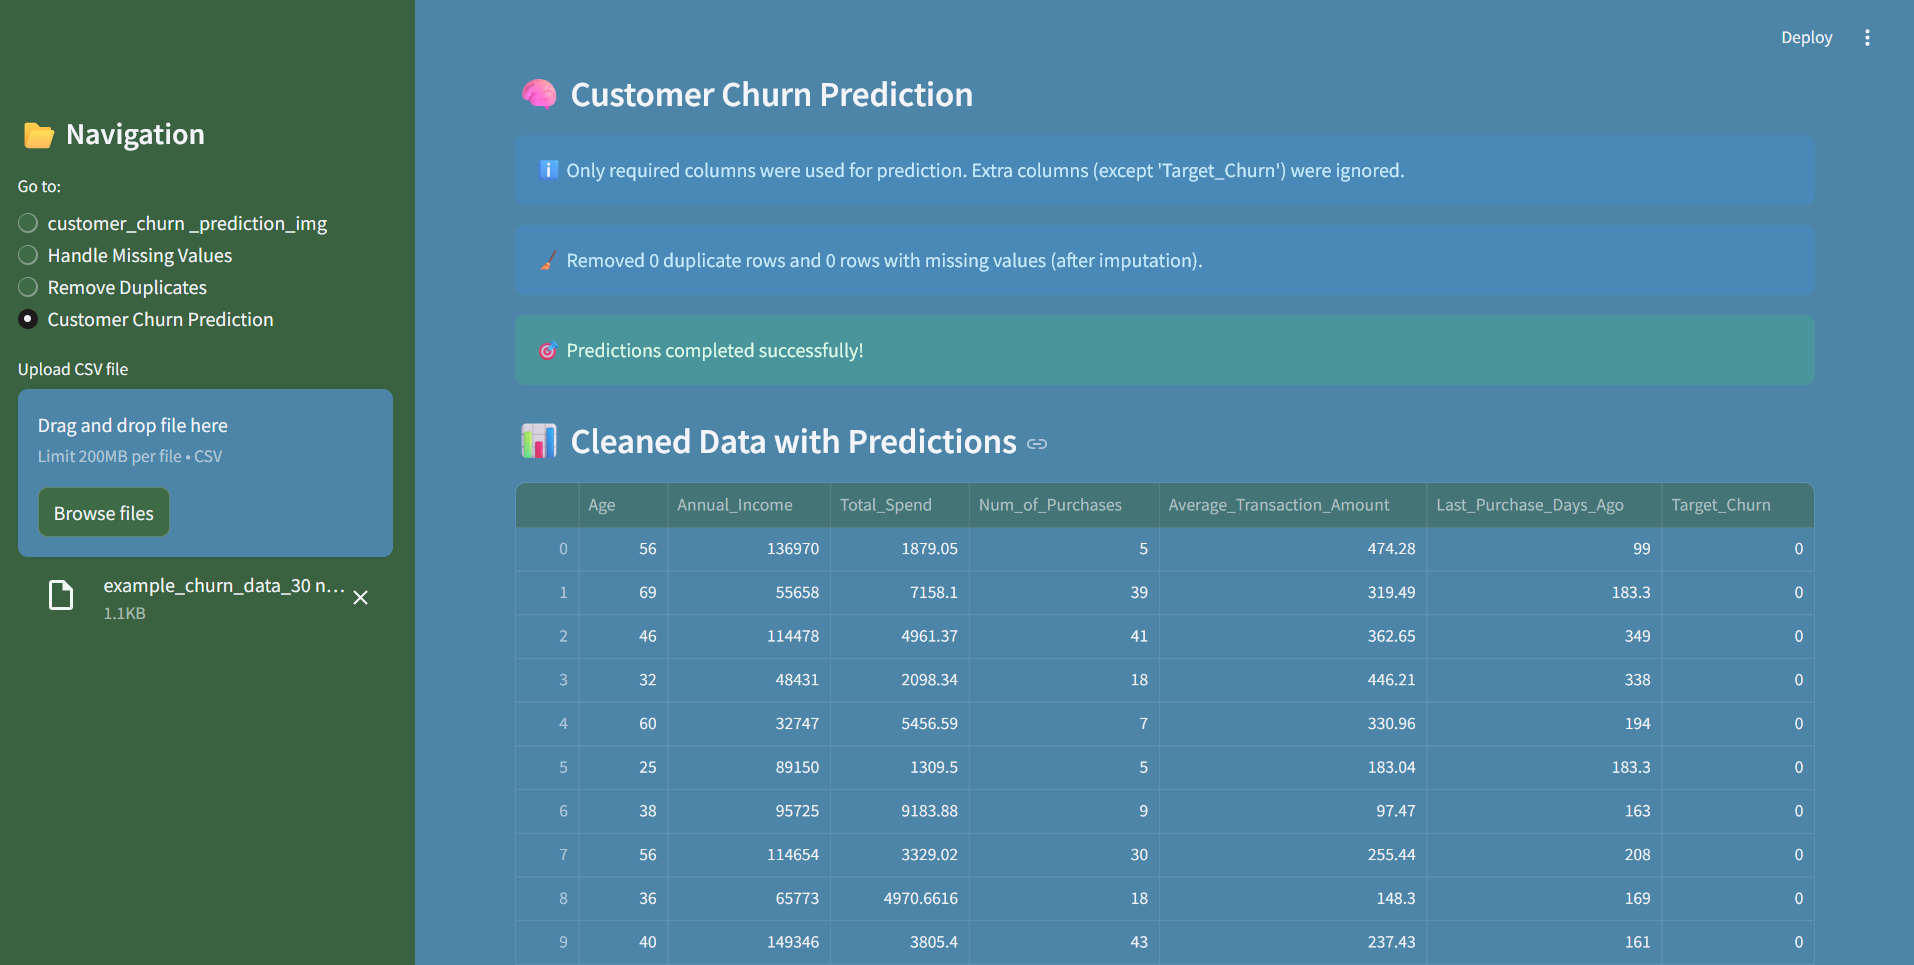 Deploy
Navigation
Go to:
customer_churn _prediction_img
Handle Missing Values
Remove Duplicates
Customer Churn Prediction
Upload CSV file
Drag and drop file here
Limit 200MB per file • CSV
Browse files
example_churn_data_30 n...
1.1KB
Customer Churn Prediction
Only required columns were used for prediction. Extra columns (except 'Target_Churn') were ignored.
Removed 0 duplicate rows and 0 rows with missing values (after imputation).
Predictions completed successfully!
Cleaned Data with Predictions
Age Annual_Income Total_Spend Num_of_Purchases Average_Transaction_Amount Last_Purchase_Days_Ago Target_Churn
0 56 136970 1879.05 5 474.28 99 0
1 69 55658 7158.1 39 319.49 183.3 0
2 46 114478 4961.37 41 362.65 349 0
3 32 48431 2098.34 18 446.21 338 0
4 60 32747 5456.59 7 330.96 194 0
5 25 89150 1309.5 5 183.04 183.3 0
6 38 95725 9183.88 9 97.47 163 0
7 56 114654 3329.02 30 255.44 208 0
8 36 65773 4970.6616 18 148.3 169 0
9 40 149346 3805.4 43 237.43 161 0